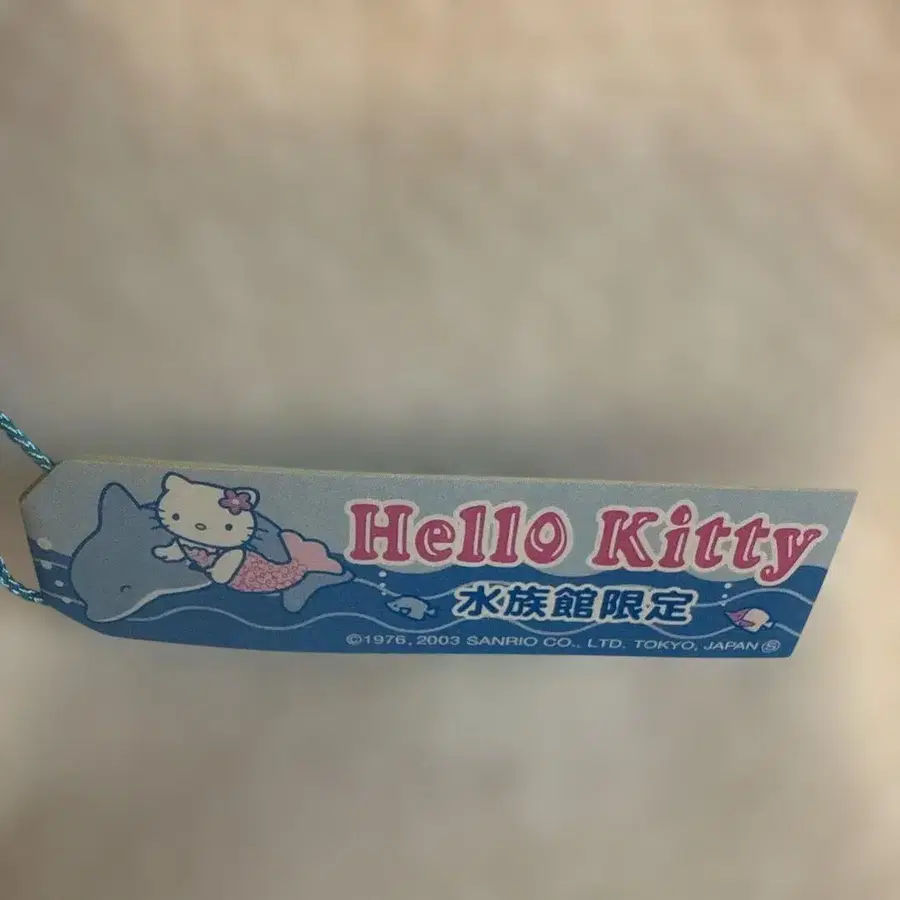 Hello Kitty
水族館限定
©1976, 2003 SANRIO CO., LTD. TOKYO, JAPAN Ⓢ